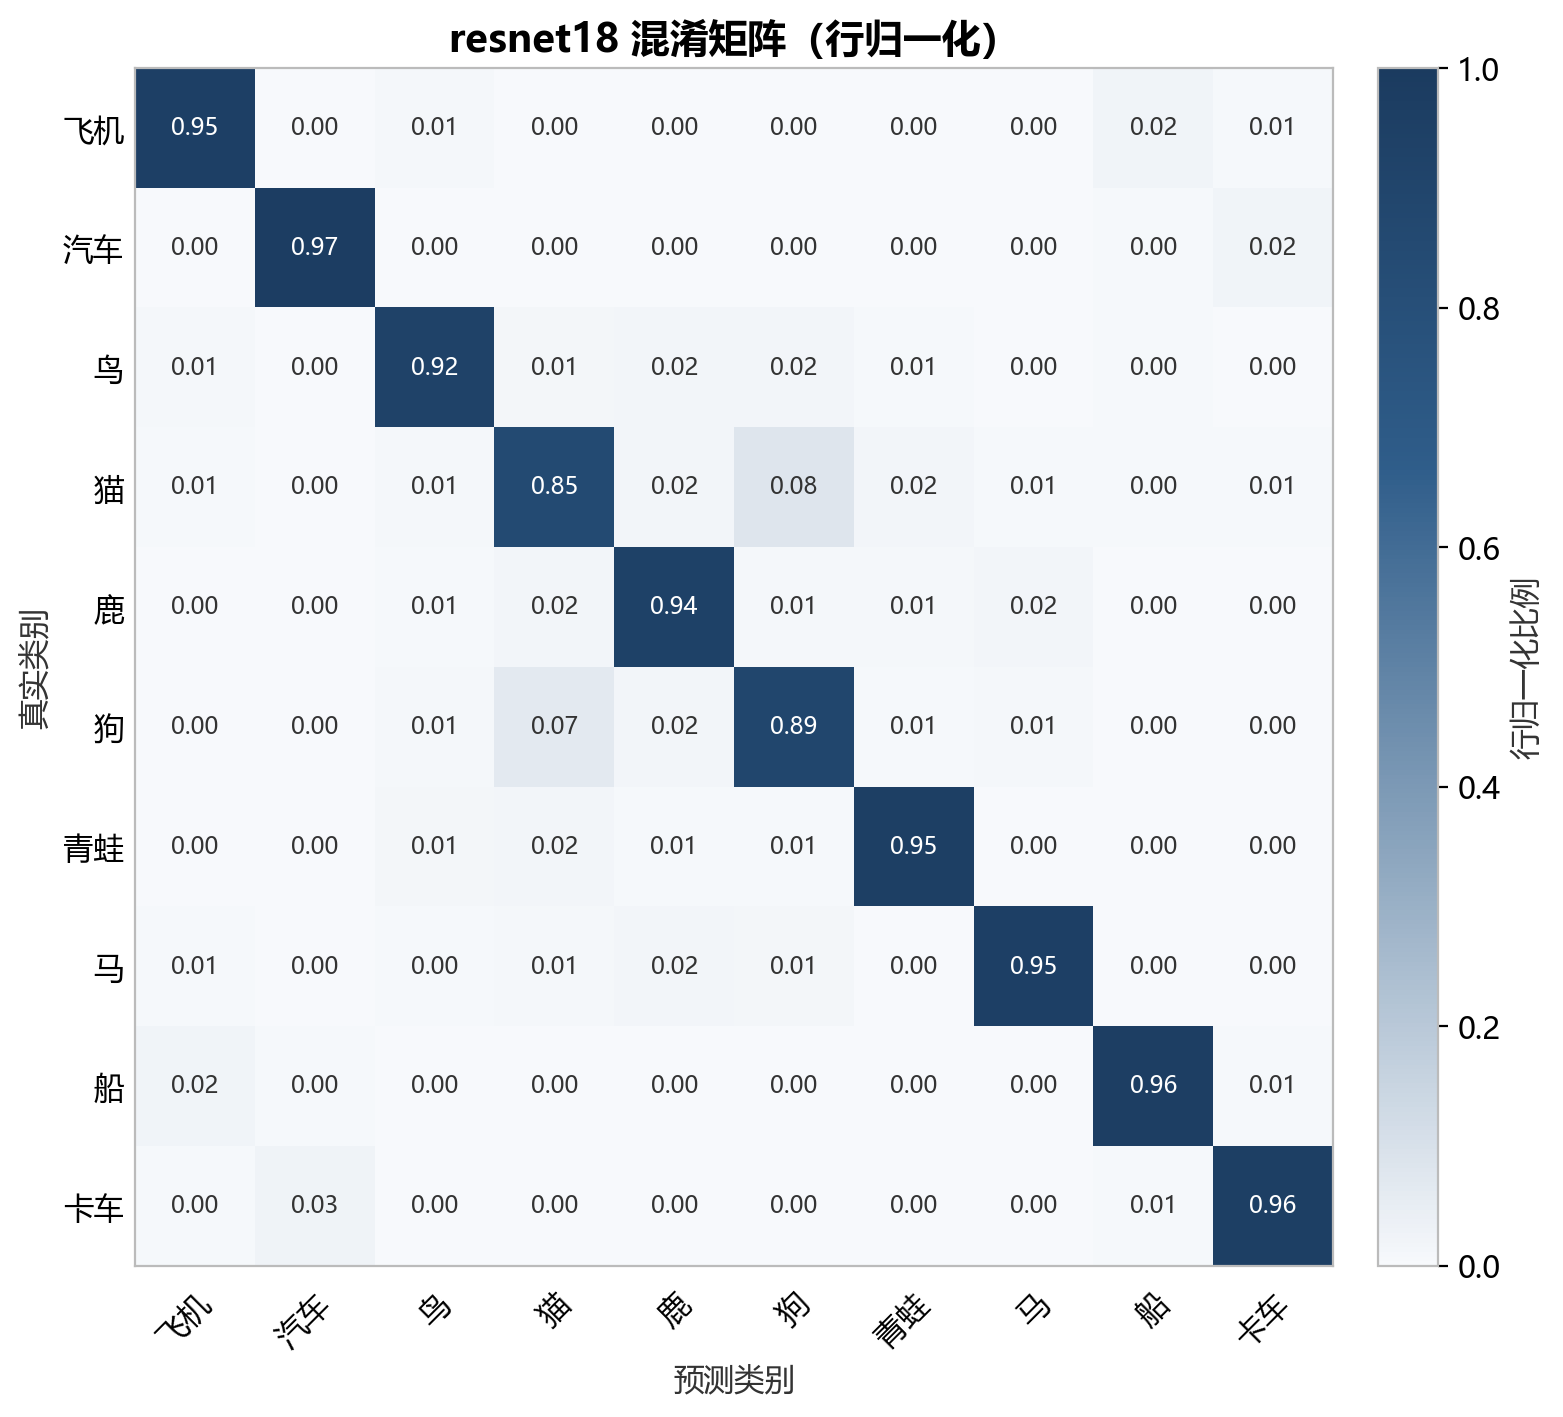 resnet18 混淆矩阵（行归一化）
飞机 0.95 0.00 0.01 0.00 0.00 0.00 0.00 0.00 0.02 0.01
汽车 0.00 0.97 0.00 0.00 0.00 0.00 0.00 0.00 0.00 0.02
鸟 0.01 0.00 0.92 0.01 0.02 0.02 0.01 0.00 0.00 0.00
猫 0.01 0.00 0.01 0.85 0.02 0.08 0.02 0.01 0.00 0.01
鹿 0.00 0.00 0.01 0.02 0.94 0.01 0.01 0.02 0.00 0.00
狗 0.00 0.00 0.01 0.07 0.02 0.89 0.01 0.01 0.00 0.00
青蛙 0.00 0.00 0.01 0.02 0.01 0.01 0.95 0.00 0.00 0.00
马 0.01 0.00 0.00 0.01 0.02 0.01 0.00 0.95 0.00 0.00
船 0.02 0.00 0.00 0.00 0.00 0.00 0.00 0.00 0.96 0.01
卡车 0.00 0.03 0.00 0.00 0.00 0.00 0.00 0.00 0.01 0.96
飞机 汽车 鸟 猫 鹿 狗 青蛙 马 船 卡车
预测类别
真实类别
1.0
0.8
0.6
0.4
0.2
0.0
行归一化比例